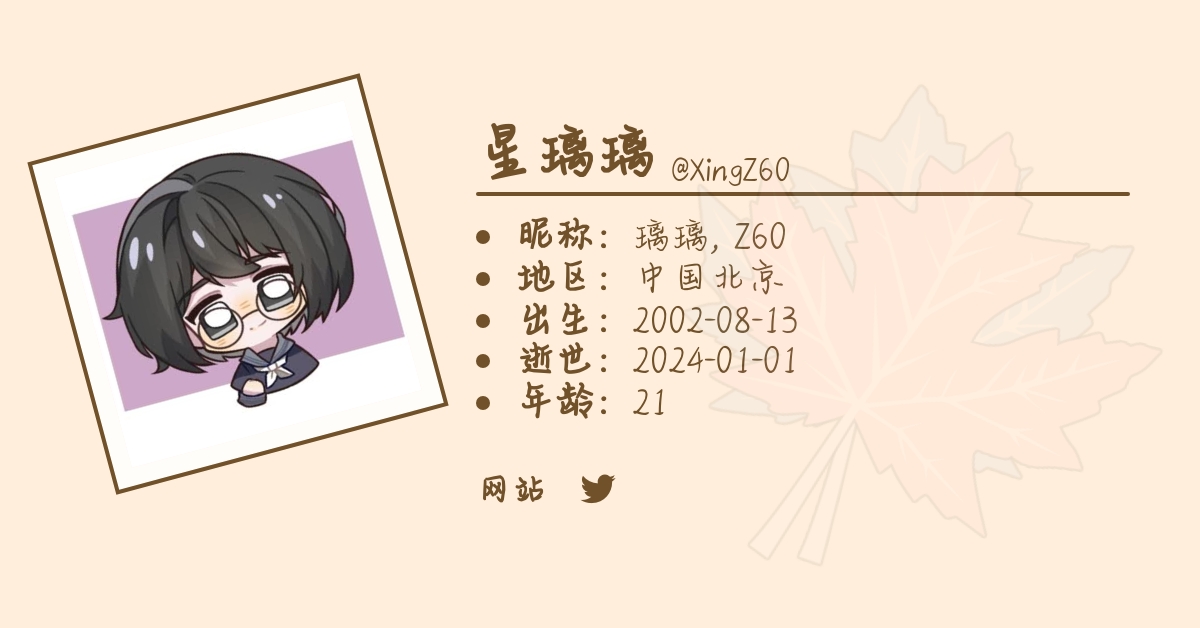 星璃璃 @XingZ60
昵称：璃璃, Z60
地区：中国北京
出生：2002-08-13
逝世：2024-01-01
年龄：21
网站